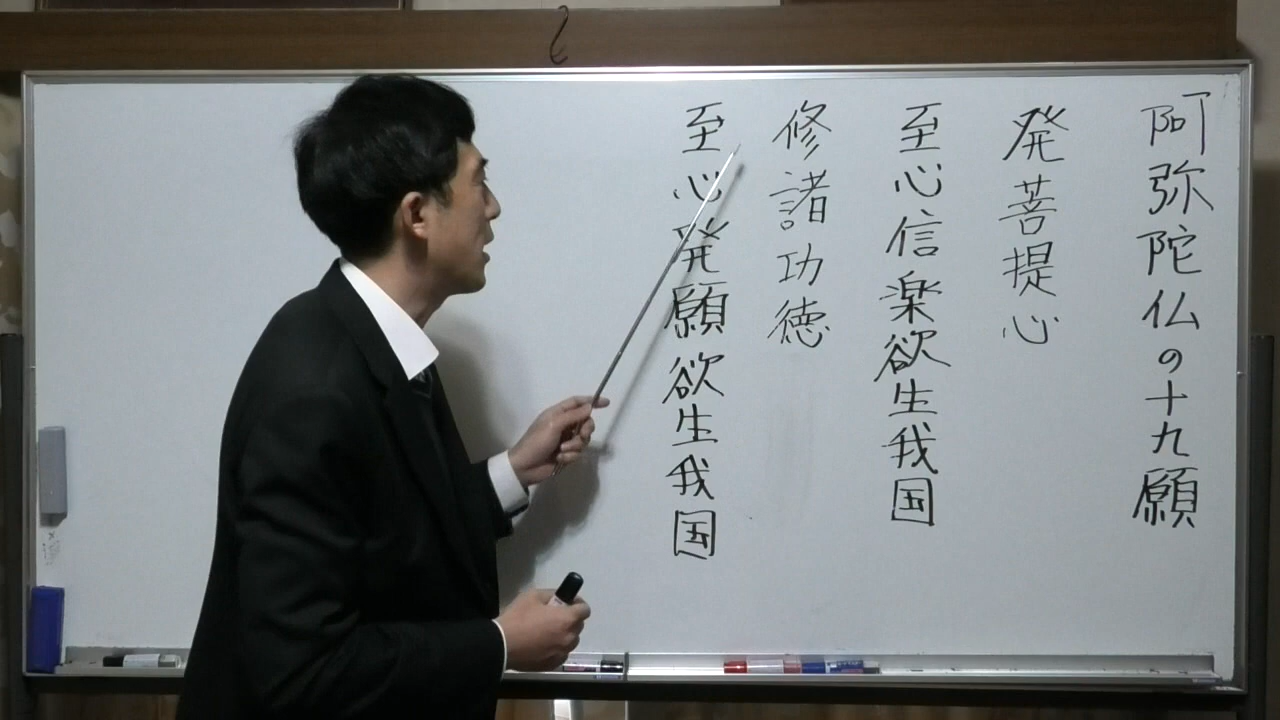 阿弥陀仏の十九願
発菩提心
至心信楽欲生我国
修諸功徳
至心発願欲生我国